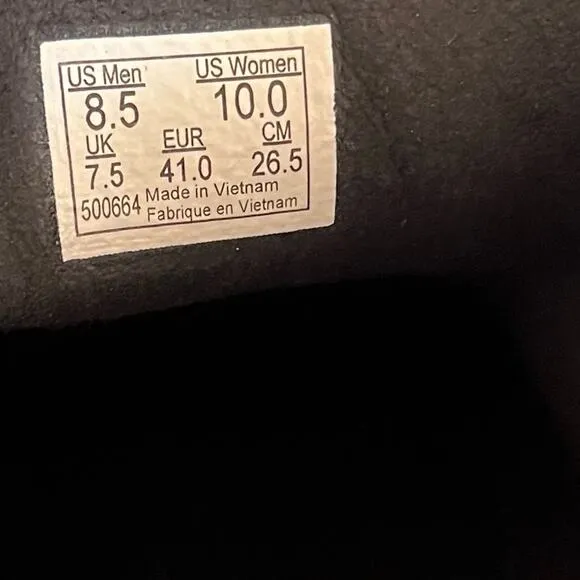 US Men US Women
8.5 10.0
UK EUR CM
7.5 41.0 26.5
500664 Made in Vietnam
Fabrique en Vietnam